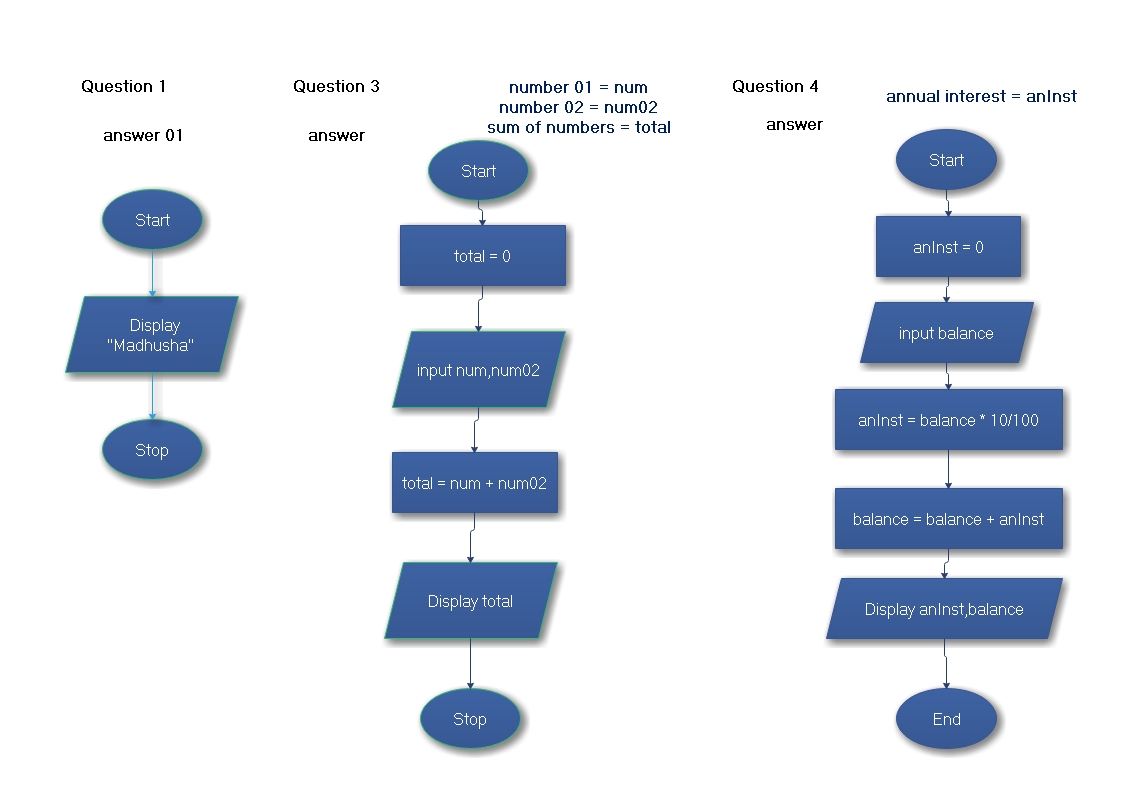 Question 1
answer 01
Start
Display
"Madhusha"
Stop
Question 3
answer
number 01 = num
number 02 = num02
sum of numbers = total
Start
total = 0
input num,num02
total = num + num02
Display total
Stop
Question 4
answer
annual interest = anInst
Start
anInst = 0
input balance
anInst = balance * 10/100
balance = balance + anInst
Display anInst,balance
End